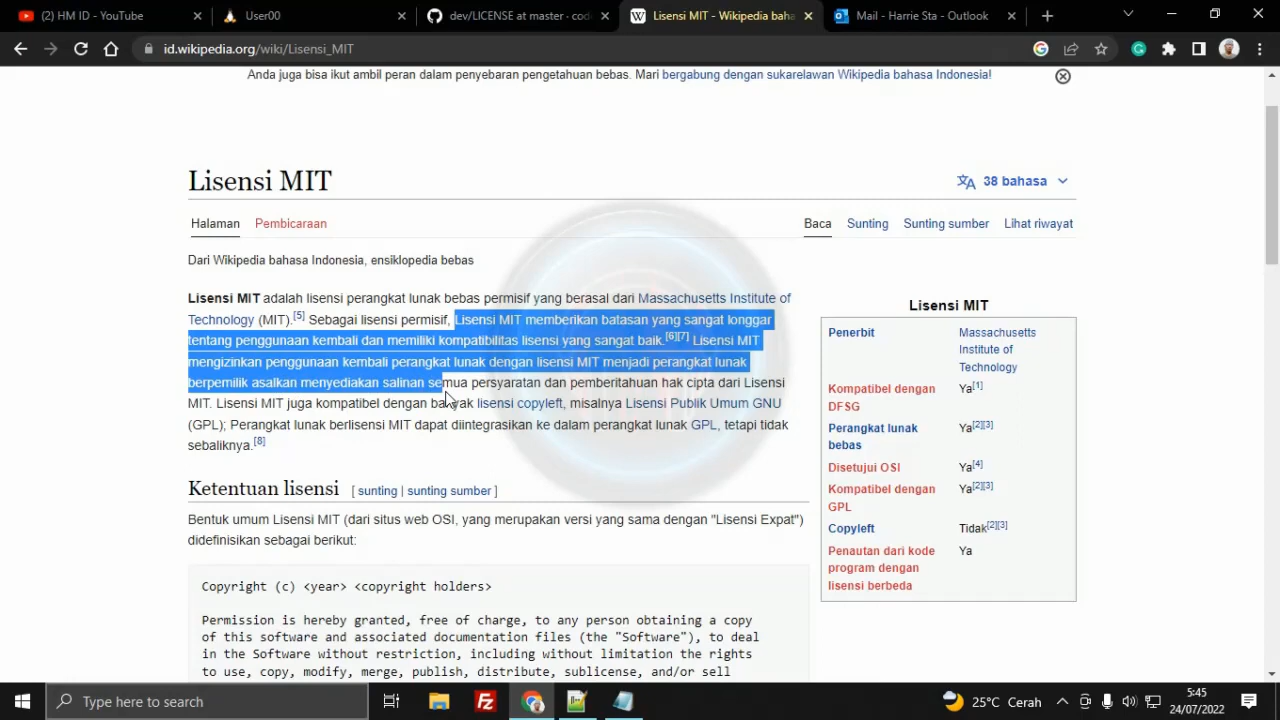 (2) HM ID - YouTube
User00
dev/LICENSE at master · cod
Lisensi MIT - Wikipedia baha
Mail - Harrie Sta - Outlook
id.wikipedia.org/wiki/Lisensi_MIT
Anda juga bisa ikut ambil peran dalam penyebaran pengetahuan bebas. Mari bergabung dengan sukarelawan Wikipedia bahasa Indonesia!
Lisensi MIT
38 bahasa
Halaman Pembicaraan
Baca Sunting Sunting sumber Lihat riwayat
Dari Wikipedia bahasa Indonesia, ensiklopedia bebas
Lisensi MIT adalah lisensi perangkat lunak bebas permisif yang berasal dari Massachusetts Institute of
Technology (MIT).[5] Sebagai lisensi permisif, Lisensi MIT memberikan batasan yang sangat longgar
tentang penggunaan kembali dan memiliki kompatibilitas lisensi yang sangat baik.[6][7] Lisensi MIT
mengizinkan penggunaan kembali perangkat lunak dengan lisensi MIT menjadi perangkat lunak
berpemilik asalkan menyediakan salinan semua persyaratan dan pemberitahuan hak cipta dari Lisensi
MIT. Lisensi MIT juga kompatibel dengan banyak lisensi copyleft, misalnya Lisensi Publik Umum GNU
(GPL); Perangkat lunak berlisensi MIT dapat diintegrasikan ke dalam perangkat lunak GPL, tetapi tidak
sebaliknya.[8]
Ketentuan lisensi [ sunting | sunting sumber ]
Bentuk umum Lisensi MIT (dari situs web OSI, yang merupakan versi yang sama dengan "Lisensi Expat")
didefinisikan sebagai berikut:
Copyright (c) <year> <copyright holders>
Permission is hereby granted, free of charge, to any person obtaining a copy
of this software and associated documentation files (the "Software"), to deal
in the Software without restriction, including without limitation the rights
to use, copy, modify, merge, publish, distribute, sublicense, and/or sell
Lisensi MIT
Penerbit Massachusetts
Institute of
Technology
Kompatibel dengan Ya[1]
DFSG
Perangkat lunak Ya[2][3]
bebas
Disetujui OSI Ya[4]
Kompatibel dengan Ya[2][3]
GPL
Copyleft Tidak[2][3]
Penautan dari kode Ya
program dengan
lisensi berbeda
Type here to search
25°C Cerah
5:45
24/07/2022